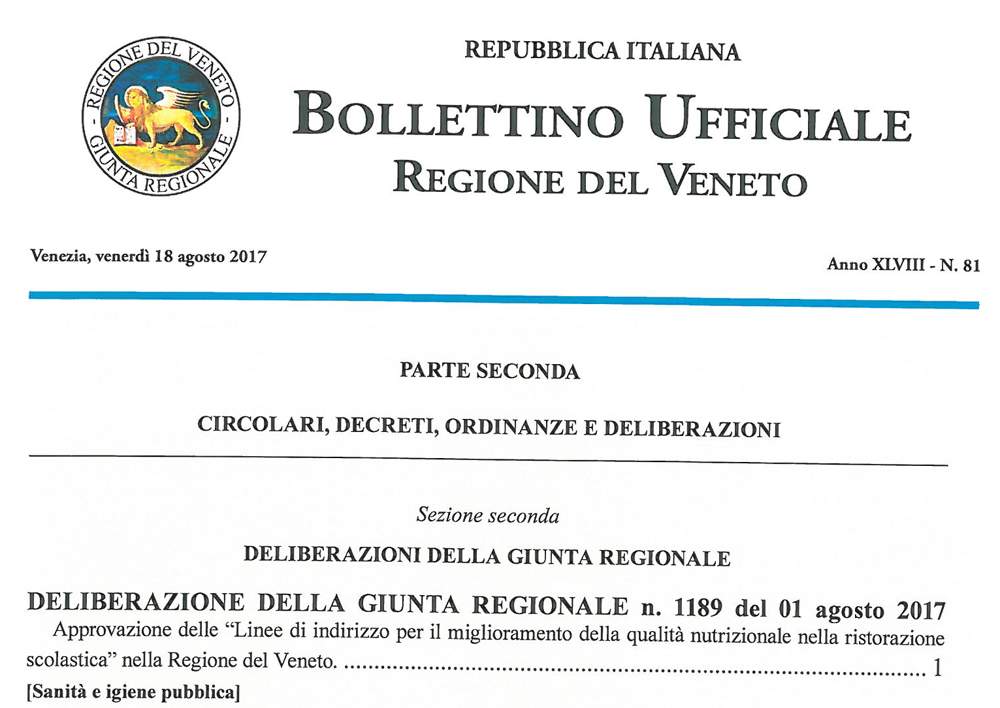 REGIONE DEL VENETO
- GIUNTA REGIONALE -
REPUBBLICA ITALIANA
BOLLETTINO UFFICIALE
REGIONE DEL VENETO
Venezia, venerdì 18 agosto 2017
Anno XLVIII - N. 81
PARTE SECONDA
CIRCOLARI, DECRETI, ORDINANZE E DELIBERAZIONI
Sezione seconda
DELIBERAZIONI DELLA GIUNTA REGIONALE
DELIBERAZIONE DELLA GIUNTA REGIONALE n. 1189 del 01 agosto 2017
Approvazione delle “Linee di indirizzo per il miglioramento della qualità nutrizionale nella ristorazione
scolastica” nella Regione del Veneto. ........................................................................................... 1
[Sanità e igiene pubblica]